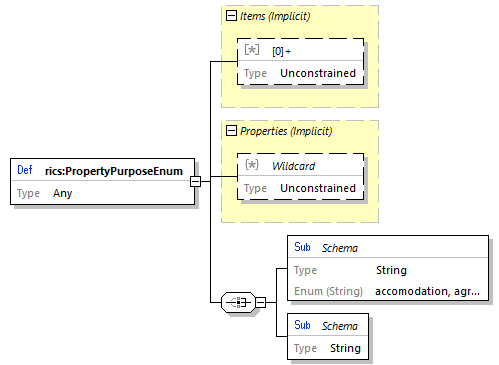 Items (Implicit)
[*] [0]+
Type Unconstrained
Properties (Implicit)
{*} Wildcard
Type Unconstrained
Def rics:PropertyPurposeEnum
Type Any
Sub Schema
Type String
Enum (String) accomodation, agr...
Sub Schema
Type String